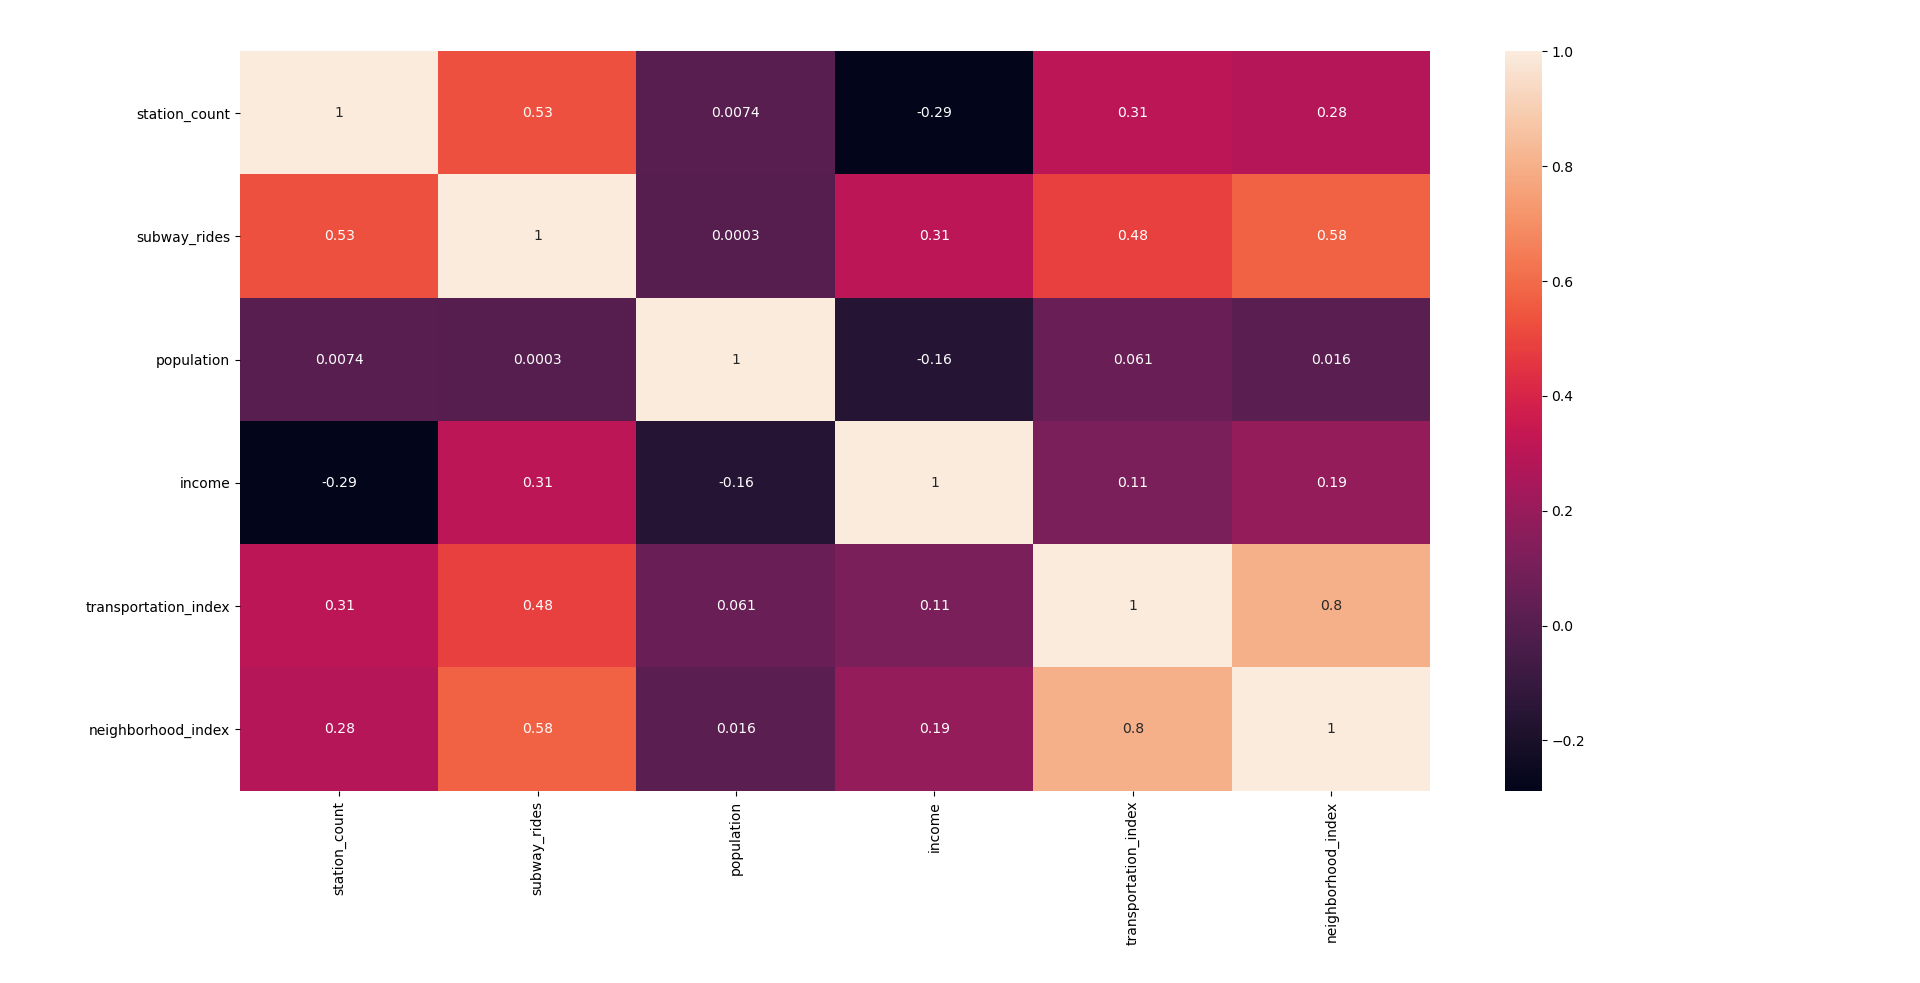 station_count 1 0.53 0.0074 -0.29 0.31 0.28
subway_rides 0.53 1 0.0003 0.31 0.48 0.58
population 0.0074 0.0003 1 -0.16 0.061 0.016
income -0.29 0.31 -0.16 1 0.11 0.19
transportation_index 0.31 0.48 0.061 0.11 1 0.8
neighborhood_index 0.28 0.58 0.016 0.19 0.8 1
station_count
subway_rides
population
income
transportation_index
neighborhood_index
1.0
0.8
0.6
0.4
0.2
0.0
−0.2